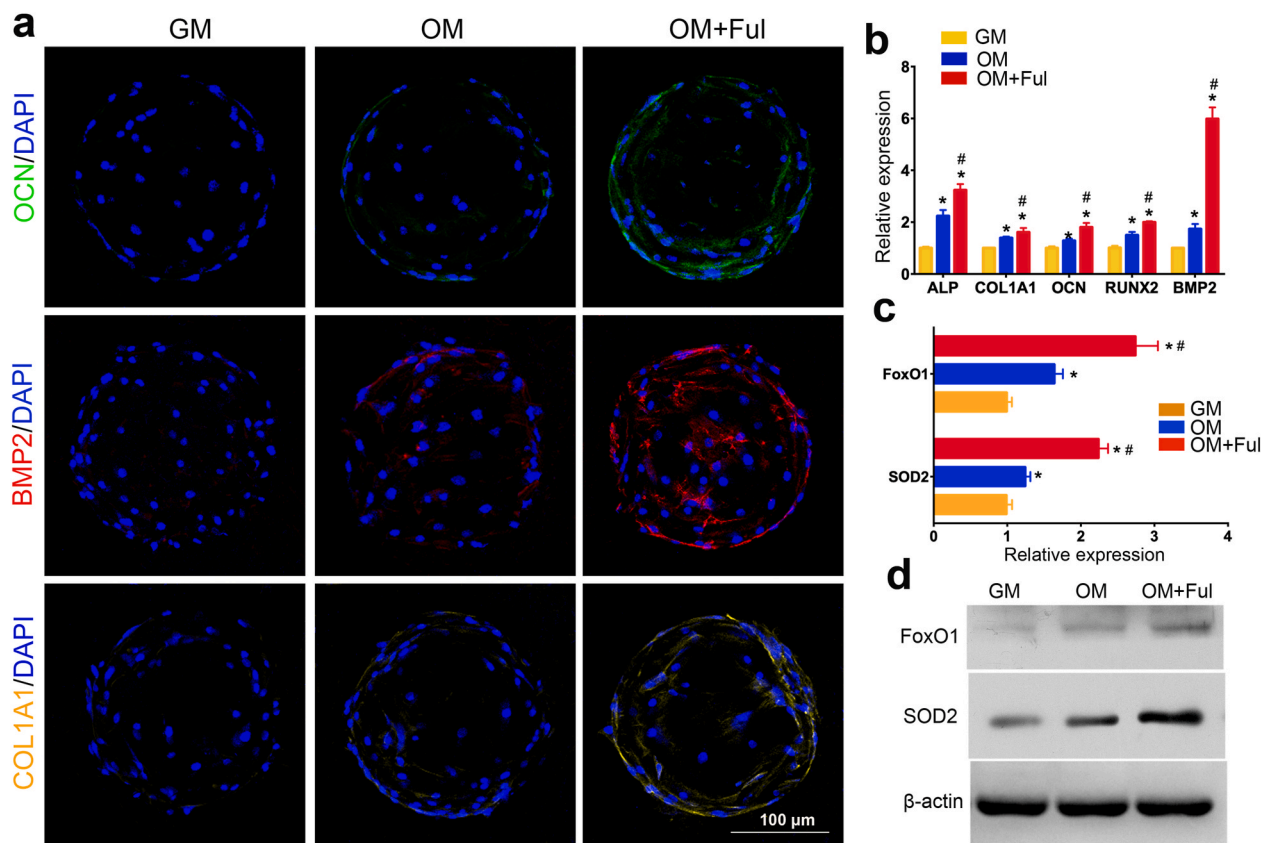 a
GM
OM
OM+Ful
OCN/DAPI
BMP2/DAPI
COL1A1/DAPI
100 µm
b
GM
OM
OM+Ful
Relative expression
8
6
4
2
0
# *
* # * * # * * # * * # * *
ALP COL1A1 OCN RUNX2 BMP2
c
FoxO1
SOD2
* #
*
* #
*
GM
OM
OM+Ful
0 1 2 3 4
Relative expression
d
GM OM OM+Ful
FoxO1
SOD2
β-actin